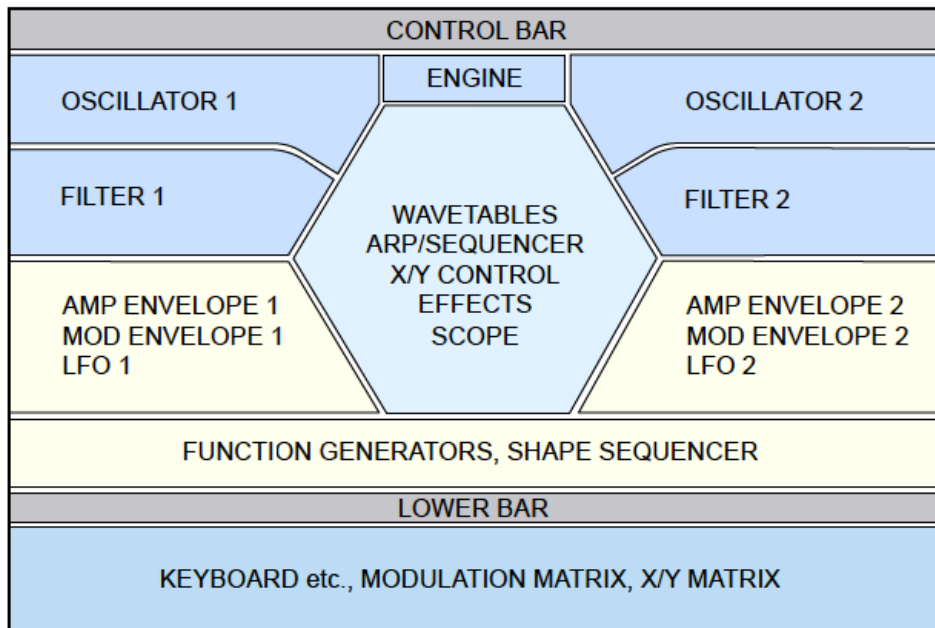 CONTROL BAR
ENGINE
OSCILLATOR 1
OSCILLATOR 2
FILTER 1
FILTER 2
WAVETABLES
ARP/SEQUENCER
X/Y CONTROL
EFFECTS
SCOPE
AMP ENVELOPE 1
MOD ENVELOPE 1
LFO 1
AMP ENVELOPE 2
MOD ENVELOPE 2
LFO 2
FUNCTION GENERATORS, SHAPE SEQUENCER
LOWER BAR
KEYBOARD etc., MODULATION MATRIX, X/Y MATRIX